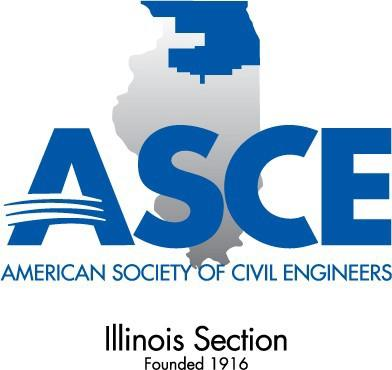 ASCE
AMERICAN SOCIETY OF CIVIL ENGINEERS
Illinois Section
Founded 1916